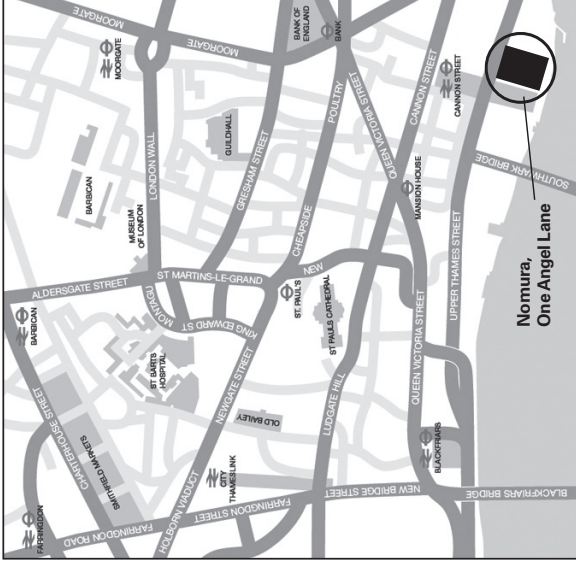 MOORGATE
MOORGATE
MOORGATE
BANK OF
ENGLAND
BANK
LONDON WALL
BARBICAN
MUSEUM
OF LONDON
GUILDHALL
GRESHAM STREET
POULTRY
QUEEN VICTORIA STREET
CANNON STREET
CANNON STREET
MANSION HOUSE
SOUTHWARK BRIDGE
CHEAPSIDE
ALDERSGATE STREET
ST MARTINS-LE-GRAND
MONTAGU
KING EDWARD ST
NEW
ST. PAUL'S
ST PAULS CATHEDRAL
UPPER THAMES STREET
Nomura,
One Angel Lane
BARBICAN
ST BARTS
HOSPITAL
NEWGATE STREET
OLD BAILEY
LUDGATE HILL
QUEEN VICTORIA STREET
CHARTERHOUSE STREET
SMITHFIELD MARKETS
CITY
THAMESLINK
BLACKFRIARS
HOLBORN VIADUCT
FARRINGDON STREET
NEW BRIDGE STREET
BLACKFRIARS BRIDGE
FARRINGDON
FARRINGDON ROAD